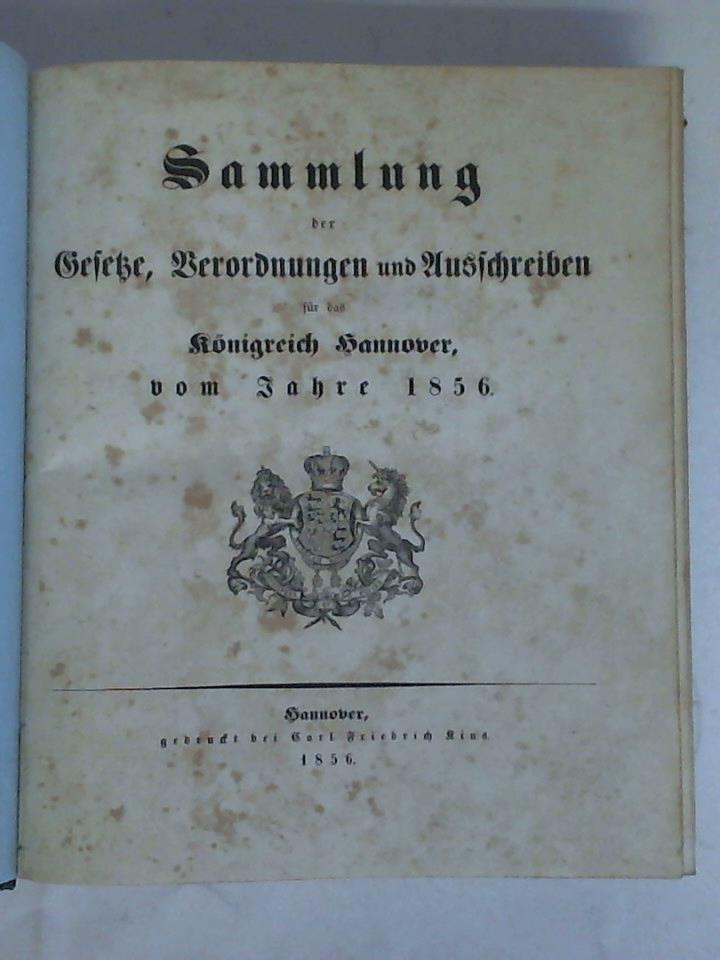 Sammlung
der
Gesetze, Verordnungen und Ausschreiben
für das
Königreich Hannover,
vom Jahre 1856.
Hannover,
gedruckt bei Carl Friedrich Kius.
1856.